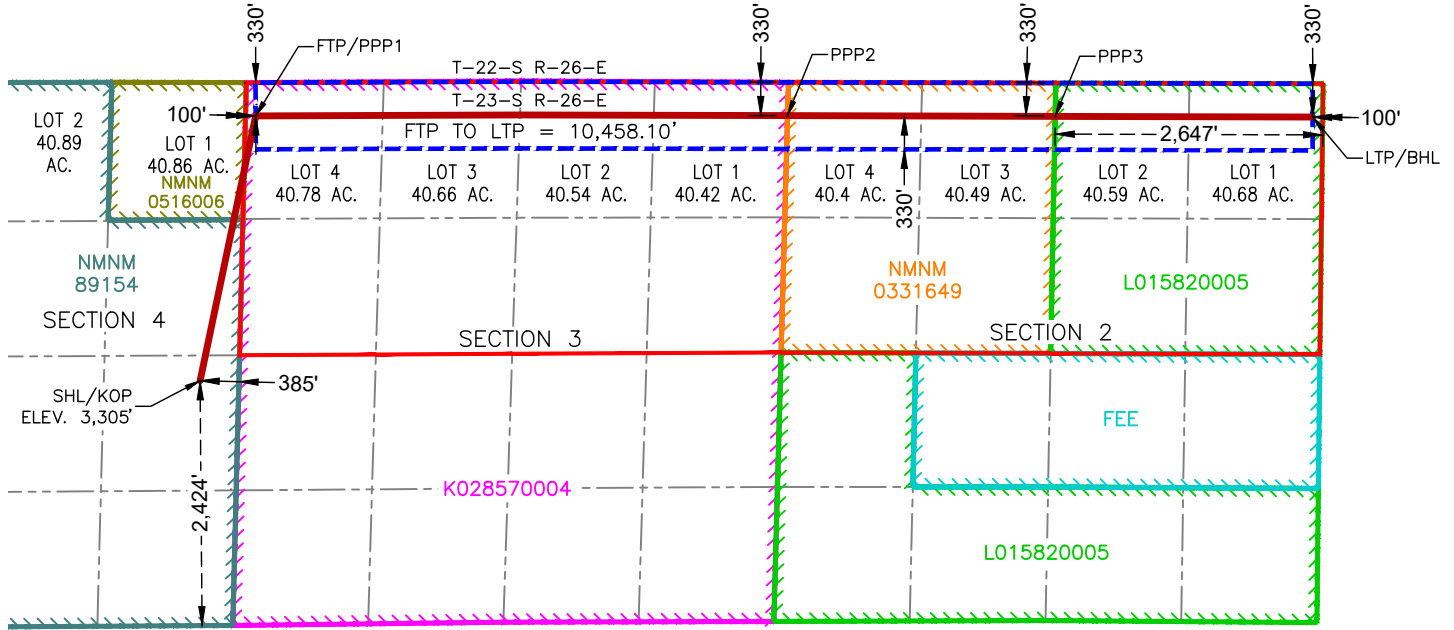 330'
330'
330'
330'
FTP/PPP1
PPP2
PPP3
T-22-S R-26-E
T-23-S R-26-E
100'
100'
FTP TO LTP = 10,458.10'
2,647'
LTP/BHL
LOT 2
40.89
AC.
LOT 1
40.86 AC.
NMNM
0516006
LOT 4
40.78 AC.
LOT 3
40.66 AC.
LOT 2
40.54 AC.
LOT 1
40.42 AC.
LOT 4
40.4 AC.
LOT 3
40.49 AC.
LOT 2
40.59 AC.
LOT 1
40.68 AC.
330'
NMNM
89154
NMNM
0331649
L015820005
SECTION 4
SECTION 3
SECTION 2
385'
SHL/KOP
ELEV. 3,305'
FEE
2,424'
K028570004
L015820005